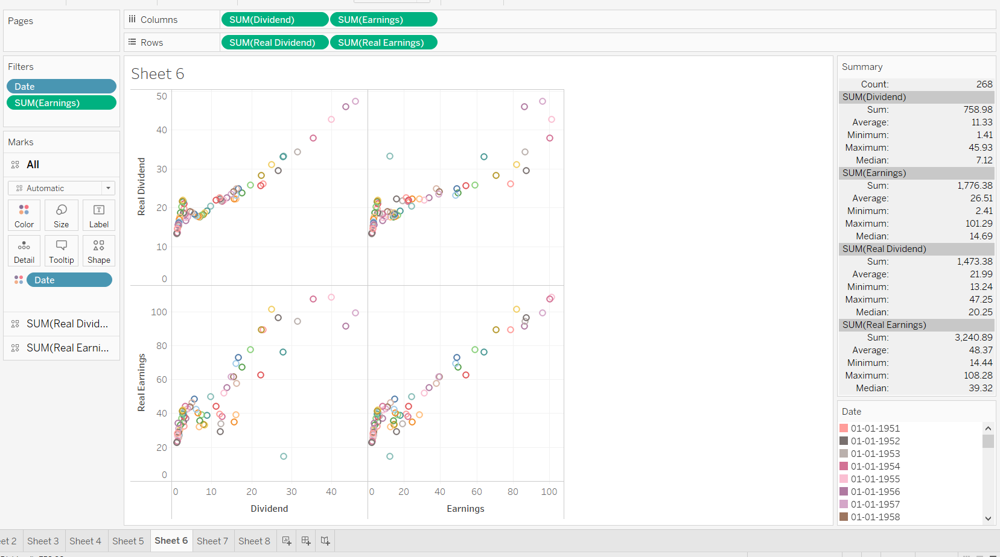 Pages
Columns SUM(Dividend) SUM(Earnings)
Rows SUM(Real Dividend) SUM(Real Earnings)
Filters
Date
SUM(Earnings)
Marks
All
Automatic
Color Size Label
Detail Tooltip Shape
Date
SUM(Real Divid...
SUM(Real Earni...
Sheet 6
50
40
30
20
10
0
Real Dividend
100
80
60
40
20
0
Real Earnings
0 10 20 30 40 0 20 40 60 80 100
Dividend Earnings
Summary
Count: 268
SUM(Dividend)
Sum: 758.98
Average: 11.33
Minimum: 1.41
Maximum: 45.93
Median: 7.12
SUM(Earnings)
Sum: 1,776.38
Average: 26.51
Minimum: 2.41
Maximum: 101.29
Median: 14.69
SUM(Real Dividend)
Sum: 1,473.38
Average: 21.99
Minimum: 13.24
Maximum: 47.25
Median: 20.25
SUM(Real Earnings)
Sum: 3,240.89
Average: 48.37
Minimum: 14.44
Maximum: 108.28
Median: 39.32
Date
01-01-1951
01-01-1952
01-01-1953
01-01-1954
01-01-1955
01-01-1956
01-01-1957
01-01-1958
et 2 Sheet 3 Sheet 4 Sheet 5 Sheet 6 Sheet 7 Sheet 8